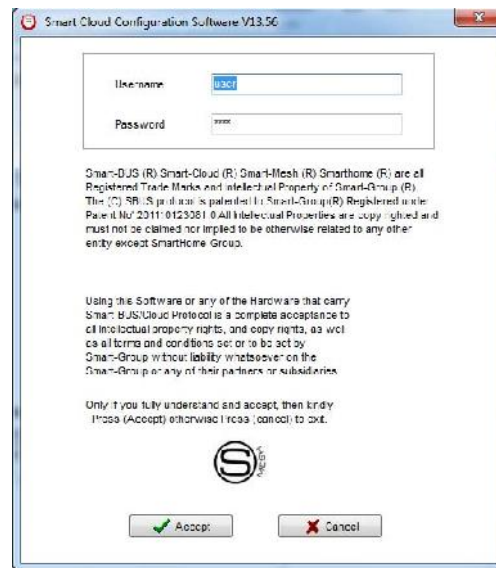 Smart Cloud Configuration Software V13.56
Username
user
Password
****
Smart-BUS (R) Smart-Cloud (R) Smart-Mesh (R) Smarthome (R) are all
Registered Trade Marks and Intellectual Property of Smart-Group (R).
The (C) SBUS protocol is patented to Smart-Group(R) Registered under
Patent No' 201110123081.0 All Intellectual Properties are copy righted and
must not be claimed nor implied to be otherwise related to any other
entity except SmartHome Group.
Using this Software or any of the Hardware that carry
Smart BUS/Cloud Protocol is a complete acceptance to
all Intellectual property rights, and copy rights, as well
as all terms and conditions set or to be set by
Smart-Group without liability whatsoever on the
Smart-Group or any of their partners or subsidiaries
Only if you fully understand and accept, then kindly
Press (Accept) otherwise Press (cancel) to exit.
S
Accept
Cancel